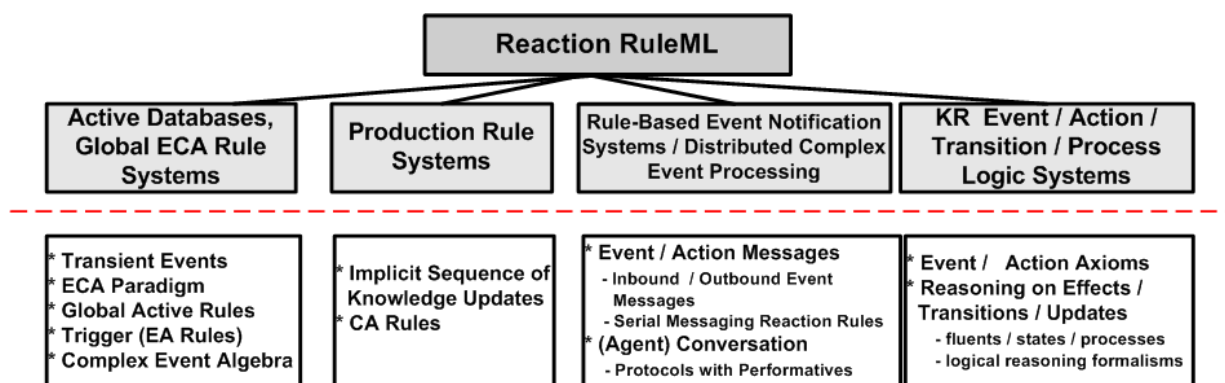 Reaction RuleML
Active Databases,
Global ECA Rule
Systems
Production Rule
Systems
Rule-Based Event Notification
Systems / Distributed Complex
Event Processing
KR Event / Action /
Transition / Process
Logic Systems
* Transient Events
* ECA Paradigm
* Global Active Rules
* Trigger (EA Rules)
* Complex Event Algebra
* Implicit Sequence of
Knowledge Updates
* CA Rules
* Event / Action Messages
- Inbound / Outbound Event
Messages
- Serial Messaging Reaction Rules
* (Agent) Conversation
- Protocols with Performatives
* Event / Action Axioms
* Reasoning on Effects /
Transitions / Updates
- fluents / states / processes
- logical reasoning formalisms